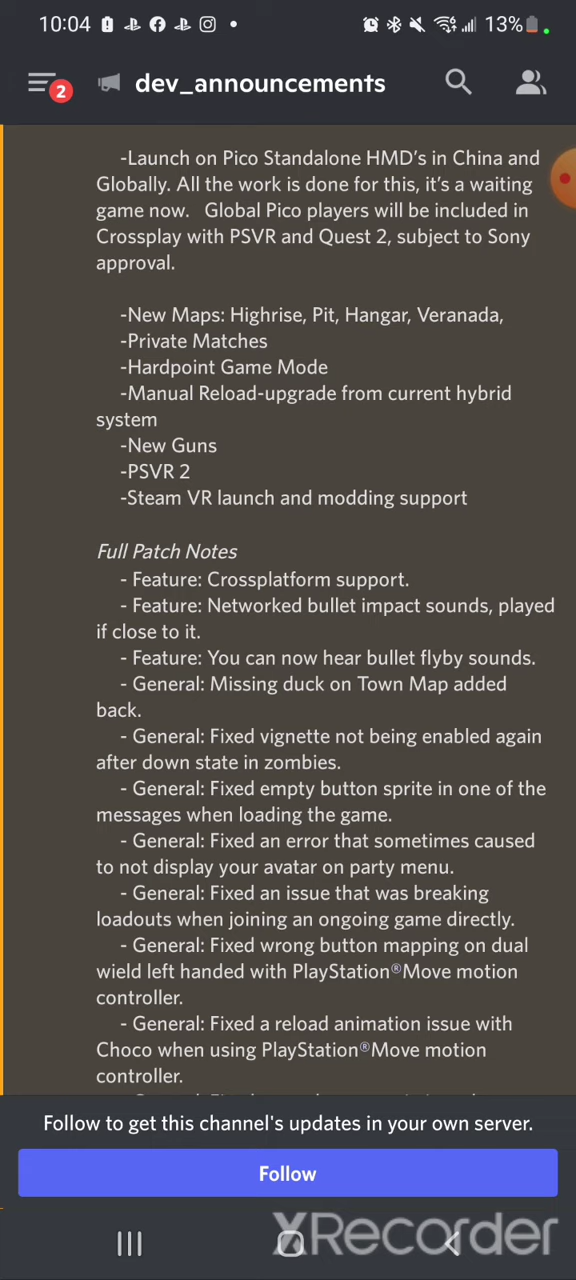 10:04
13%
2
dev_announcements
-Launch on Pico Standalone HMD's in China and
Globally. All the work is done for this, it's a waiting
game now.   Global Pico players will be included in
Crossplay with PSVR and Quest 2, subject to Sony
approval.
-New Maps: Highrise, Pit, Hangar, Veranada,
-Private Matches
-Hardpoint Game Mode
-Manual Reload-upgrade from current hybrid
system
-New Guns
-PSVR 2
-Steam VR launch and modding support
Full Patch Notes
- Feature: Crossplatform support.
- Feature: Networked bullet impact sounds, played
if close to it.
- Feature: You can now hear bullet flyby sounds.
- General: Missing duck on Town Map added
back.
- General: Fixed vignette not being enabled again
after down state in zombies.
- General: Fixed empty button sprite in one of the
messages when loading the game.
- General: Fixed an error that sometimes caused
to not display your avatar on party menu.
- General: Fixed an issue that was breaking
loadouts when joining an ongoing game directly.
- General: Fixed wrong button mapping on dual
wield left handed with PlayStation®Move motion
controller.
- General: Fixed a reload animation issue with
Choco when using PlayStation®Move motion
controller.
Follow to get this channel's updates in your own server.
Follow
XRecorder